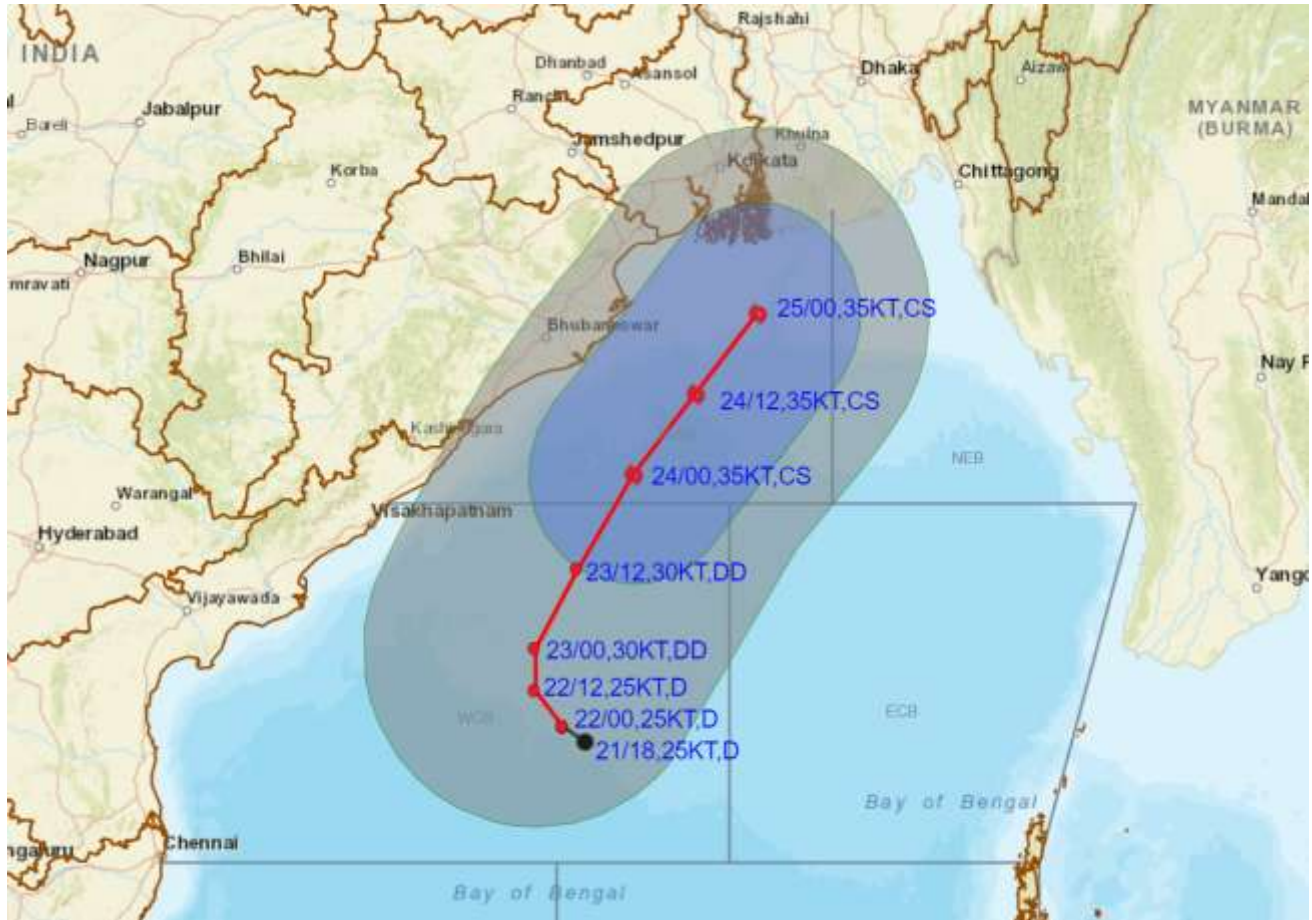 Rajshahi
INDIA
Dhanbad
Asansol
Dhaka
Aizaw
Jabalpur
Ranchi
Bareli
MYANMAR
(BURMA)
Jamshedpur
Khulna
Kolkata
Korba
Chittagong
Mandal
Nagpur
Bhilai
mravati
25/00,35KT,CS
Bhubaneswar
Nay P
24/12,35KT,CS
NEB
24/00,35KT,CS
Warangal
Visakhapatnam
Hyderabad
23/12,30KT,DD
Yango
Vijayawada
23/00,30KT,DD
22/12,25KT,D
ECB
22/00,25KT,D
21/18,25KT,D
Bay of Bengal
Chennai
ngaluru
Bay of Bengal